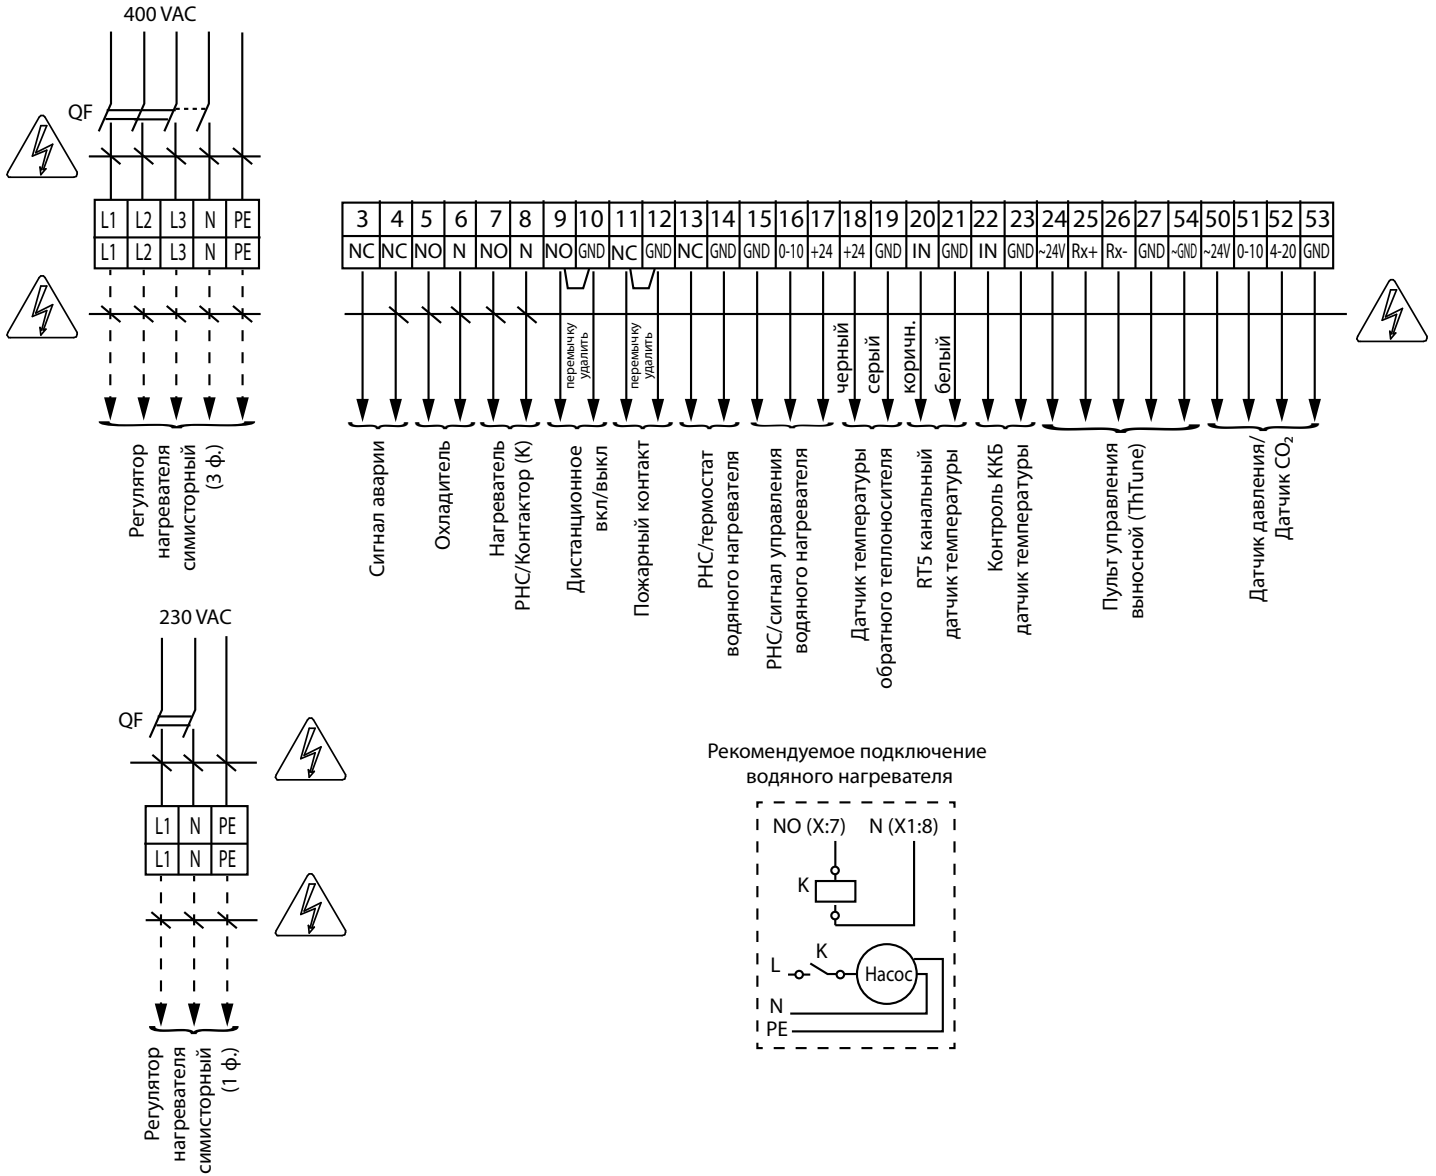 400 VAC
QF
L1 L2 L3 N PE
L1 L2 L3 N PE
Регулятор
нагревателя
симисторный
(3 ф.)
3 4 5 6 7 8 9 10 11 12 13 14 15 16 17 18 19 20 21 22 23 24 25 26 27 54 50 51 52 53
NC NC NO N NO N NO GND NC GND NC GND GND 0-10 +24 +24 GND IN GND IN GND ~24V Rx+ Rx- GND ~GND ~24V 0-10 4-20 GND
перемычку
удалить
перемычку
удалить
черный
серый
коричн.
белый
Сигнал аварии
Охладитель
Нагреватель
PHC/Контактор (К)
Дистанционное
вкл/выкл
Пожарный контакт
PHC/термостат
водяного нагревателя
PHC/сигнал управления
водяного нагревателя
Датчик температуры
обратного теплоносителя
RT5 канальный
датчик температуры
Контроль ККБ
датчик температуры
Пульт управления
выносной (ThTune)
Датчик давления/
Датчик CO₂
230 VAC
QF
L1 N PE
L1 N PE
Регулятор
нагревателя
симисторный
(1 ф.)
Рекомендуемое подключение
водяного нагревателя
NO (X:7) N (X1:8)
K
K
L
Насос
N
PE